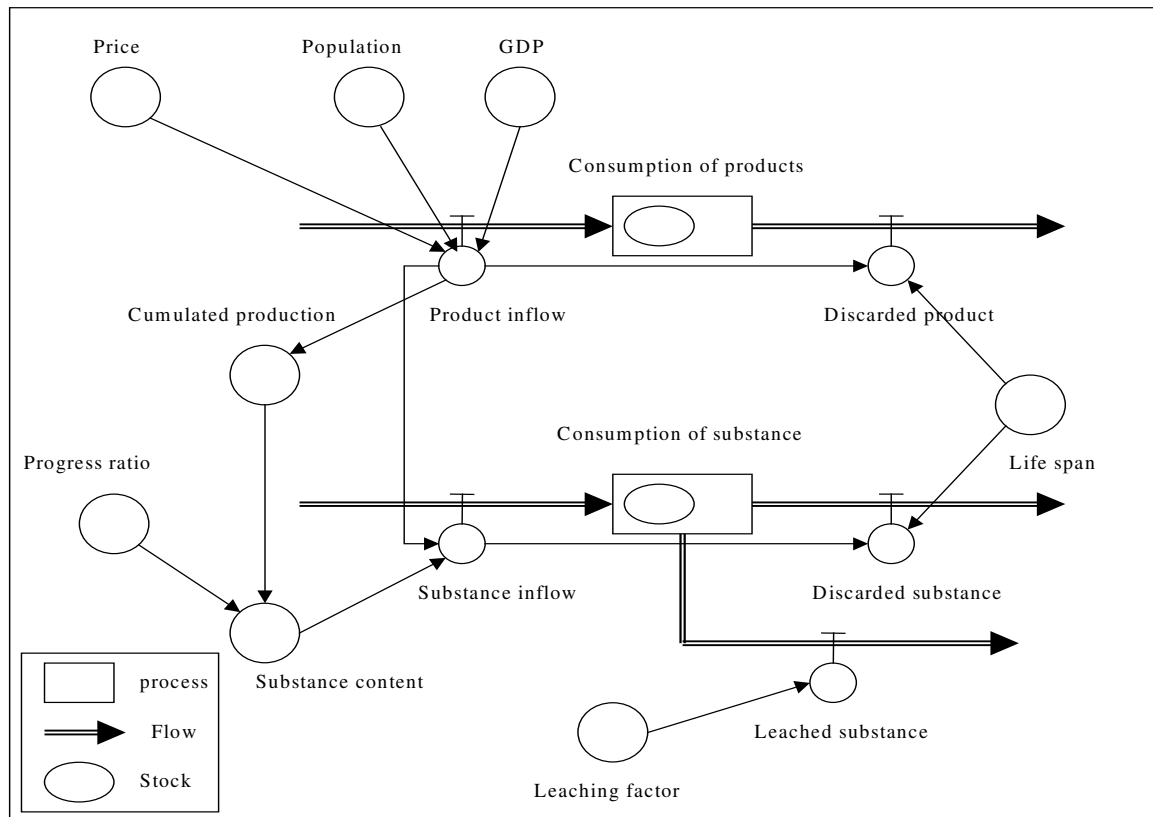 Price
Population
GDP
Consumption of products
Cumulated production
Product inflow
Discarded product
Consumption of substance
Progress ratio
Life span
Substance inflow
Discarded substance
Substance content
Leached substance
Leaching factor
process
Flow
Stock